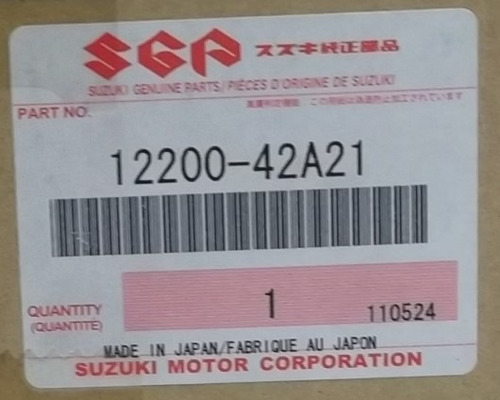 SGP スズキ純正部品
SUZUKI GENUINE PARTS/PIÈCES D'ORIGINE DE SUZUKI
PART NO.
12200-42A21
QUANTITY
(QUANTITÉ)
1
110524
MADE IN JAPAN/FABRIQUE AU JAPON
SUZUKI MOTOR CORPORATION